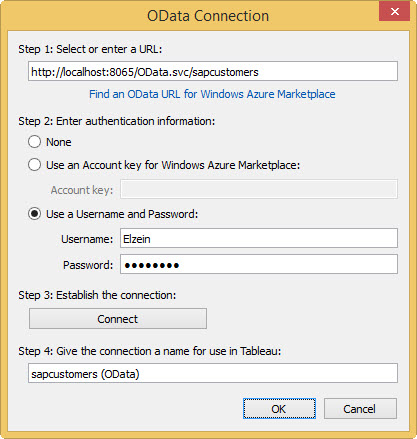 OData Connection
Step 1: Select or enter a URL:
http://localhost:8065/OData.svc/sapcustomers
Find an OData URL for Windows Azure Marketplace
Step 2: Enter authentication information:
None
Use an Account key for Windows Azure Marketplace:
Account key:
Use a Username and Password:
Username: Elzein
Password: ●●●●●●●●
Step 3: Establish the connection:
Connect
Step 4: Give the connection a name for use in Tableau:
sapcustomers (OData)
OK Cancel